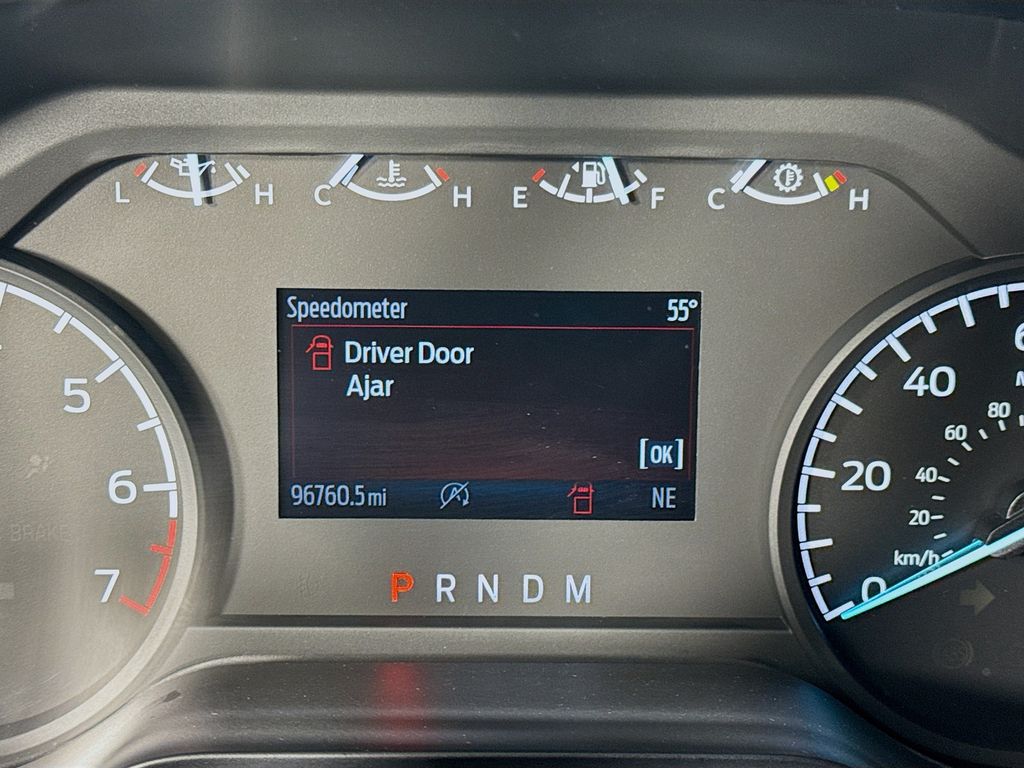 L H C H E F C H
Speedometer 55°
Driver Door
Ajar
[OK]
96760.5 mi NE
P R N D M
5
6
7
BRAKE
40
20
0
80
60
40
20
km/h